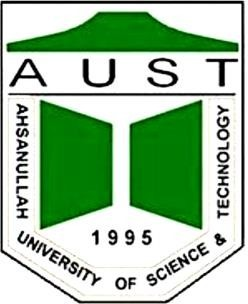 AUST
1995
AHSANULLAH
UNIVERSITY OF SCIENCE &
TECHNOLOGY